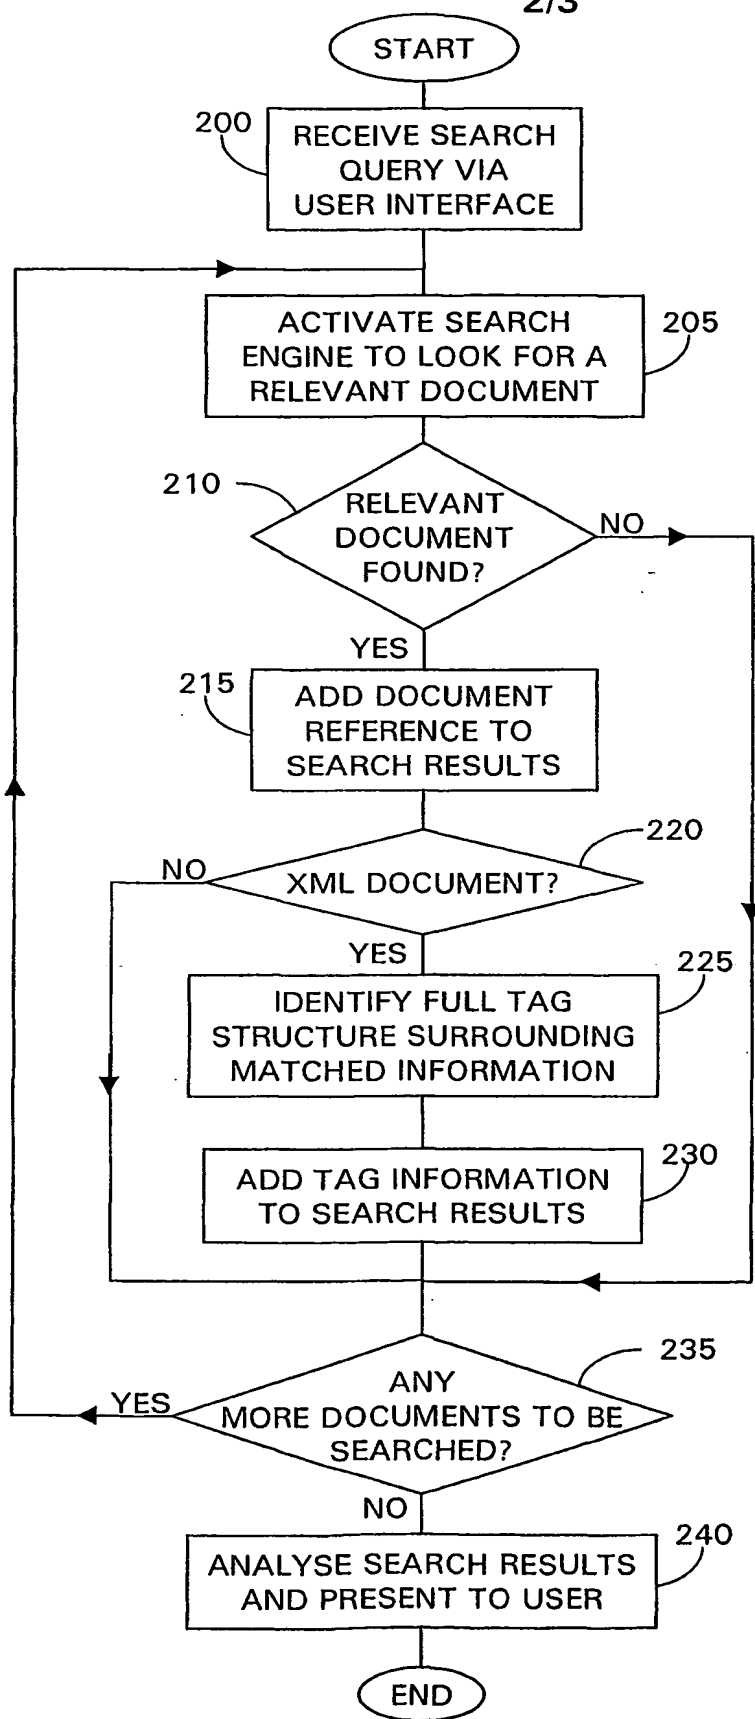 2/3
START
200
RECEIVE SEARCH
QUERY VIA
USER INTERFACE
ACTIVATE SEARCH
ENGINE TO LOOK FOR A
RELEVANT DOCUMENT
205
210
RELEVANT
DOCUMENT
FOUND?
NO
YES
215
ADD DOCUMENT
REFERENCE TO
SEARCH RESULTS
220
NO
XML DOCUMENT?
YES
225
IDENTIFY FULL TAG
STRUCTURE SURROUNDING
MATCHED INFORMATION
230
ADD TAG INFORMATION
TO SEARCH RESULTS
235
YES
ANY
MORE DOCUMENTS TO BE
SEARCHED?
NO
240
ANALYSE SEARCH RESULTS
AND PRESENT TO USER
END